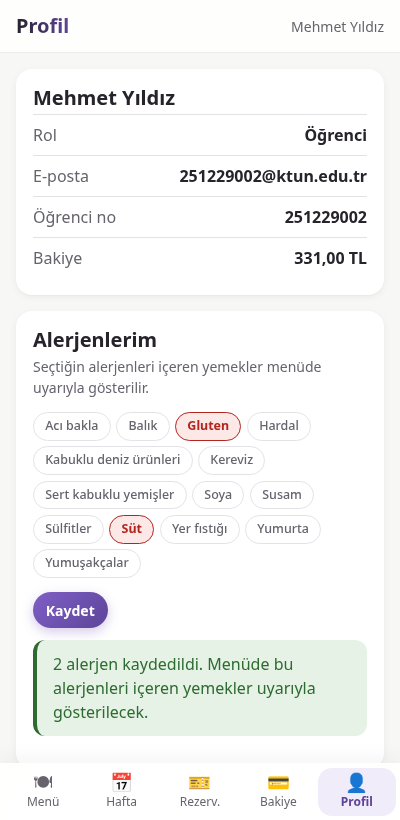 Profil
Mehmet Yıldız
Mehmet Yıldız
Rol Öğrenci
E-posta 251229002@ktun.edu.tr
Öğrenci no 251229002
Bakiye 331,00 TL
Alerjenlerim
Seçtiğin alerjenleri içeren yemekler menüde
uyarıyla gösterilir.
Acı bakla Balık Gluten Hardal
Kabuklu deniz ürünleri Kereviz
Sert kabuklu yemişler Soya Susam
Sülfitler Süt Yer fıstığı Yumurta
Yumuşakçalar
Kaydet
2 alerjen kaydedildi. Menüde bu
alerjenleri içeren yemekler uyarıyla
gösterilecek.
Menü Hafta Rezerv. Bakiye Profil